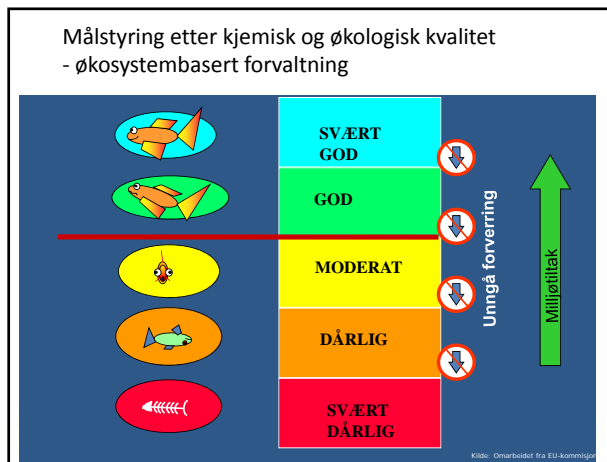 Målstyring etter kjemisk og økologisk kvalitet
- økosystembasert forvaltning
SVÆRT
GOD
GOD
MODERAT
DÅRLIG
SVÆRT
DÅRLIG
Unngå forverring
Miljøtiltak
Kilde: Omarbeidet fra EU-kommisjor